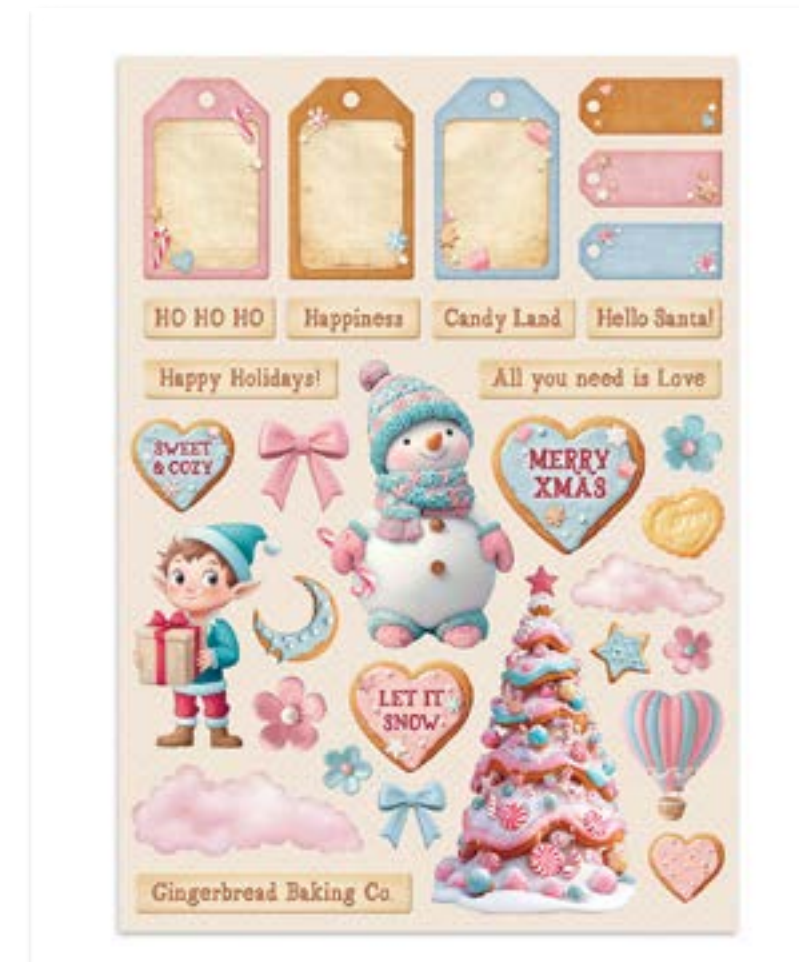 HO HO HO
Happiness
Candy Land
Hello Santa!
Happy Holidays!
All you need is Love
SWEET
& COZY
MERRY
XMAS
LET IT
SNOW
Gingerbread Baking Co.